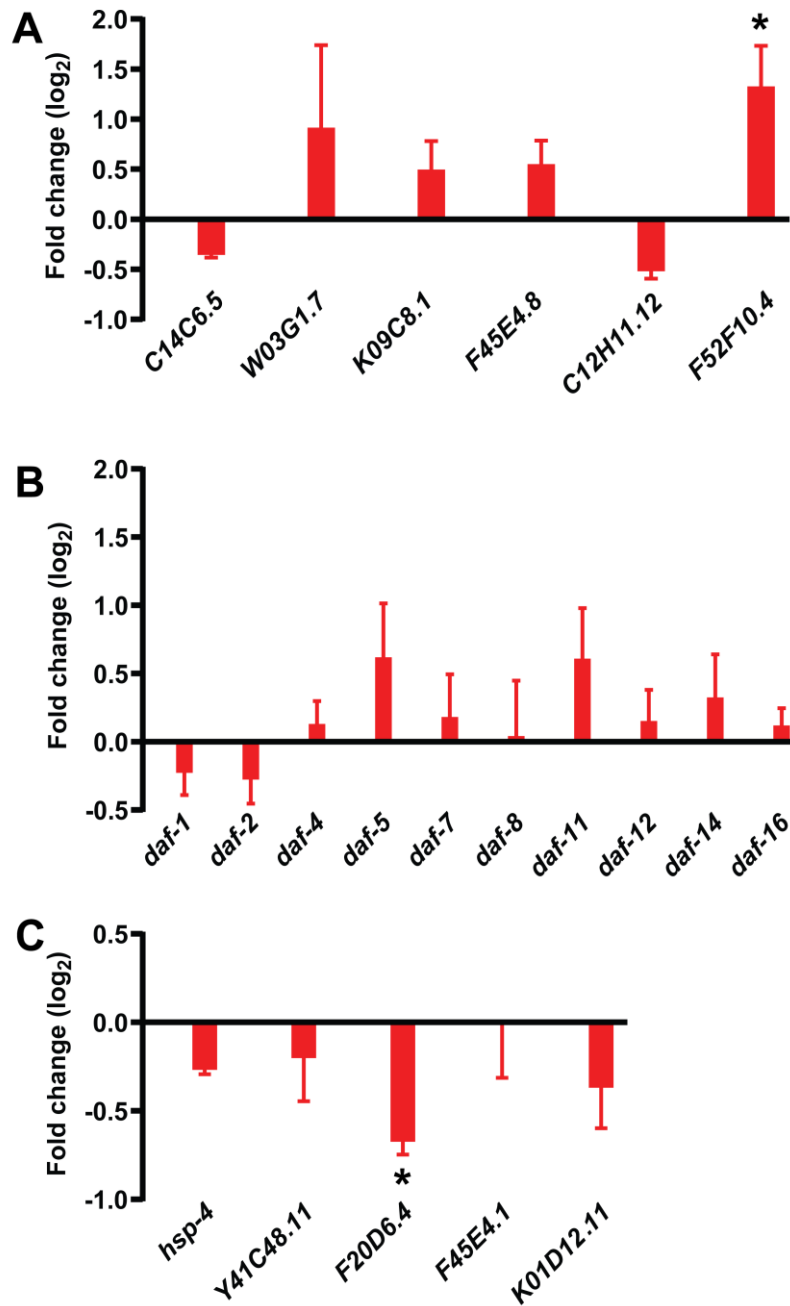 A
Fold change (log₂)
2.0
*
1.5
1.0
0.5
0.0
-0.5
-1.0
C14C6.5
W03G1.7
K09C8.1
F45E4.8
C12H11.12
F52F10.4
B
Fold change (log₂)
2.0
1.5
1.0
0.5
0.0
-0.5
daf-1
daf-2
daf-4
daf-5
daf-7
daf-8
daf-11
daf-12
daf-14
daf-16
C
Fold change (log₂)
0.5
0.0
-0.5
-1.0
*
hsp-4
Y41C48.11
F20D6.4
F45E4.1
K01D12.11